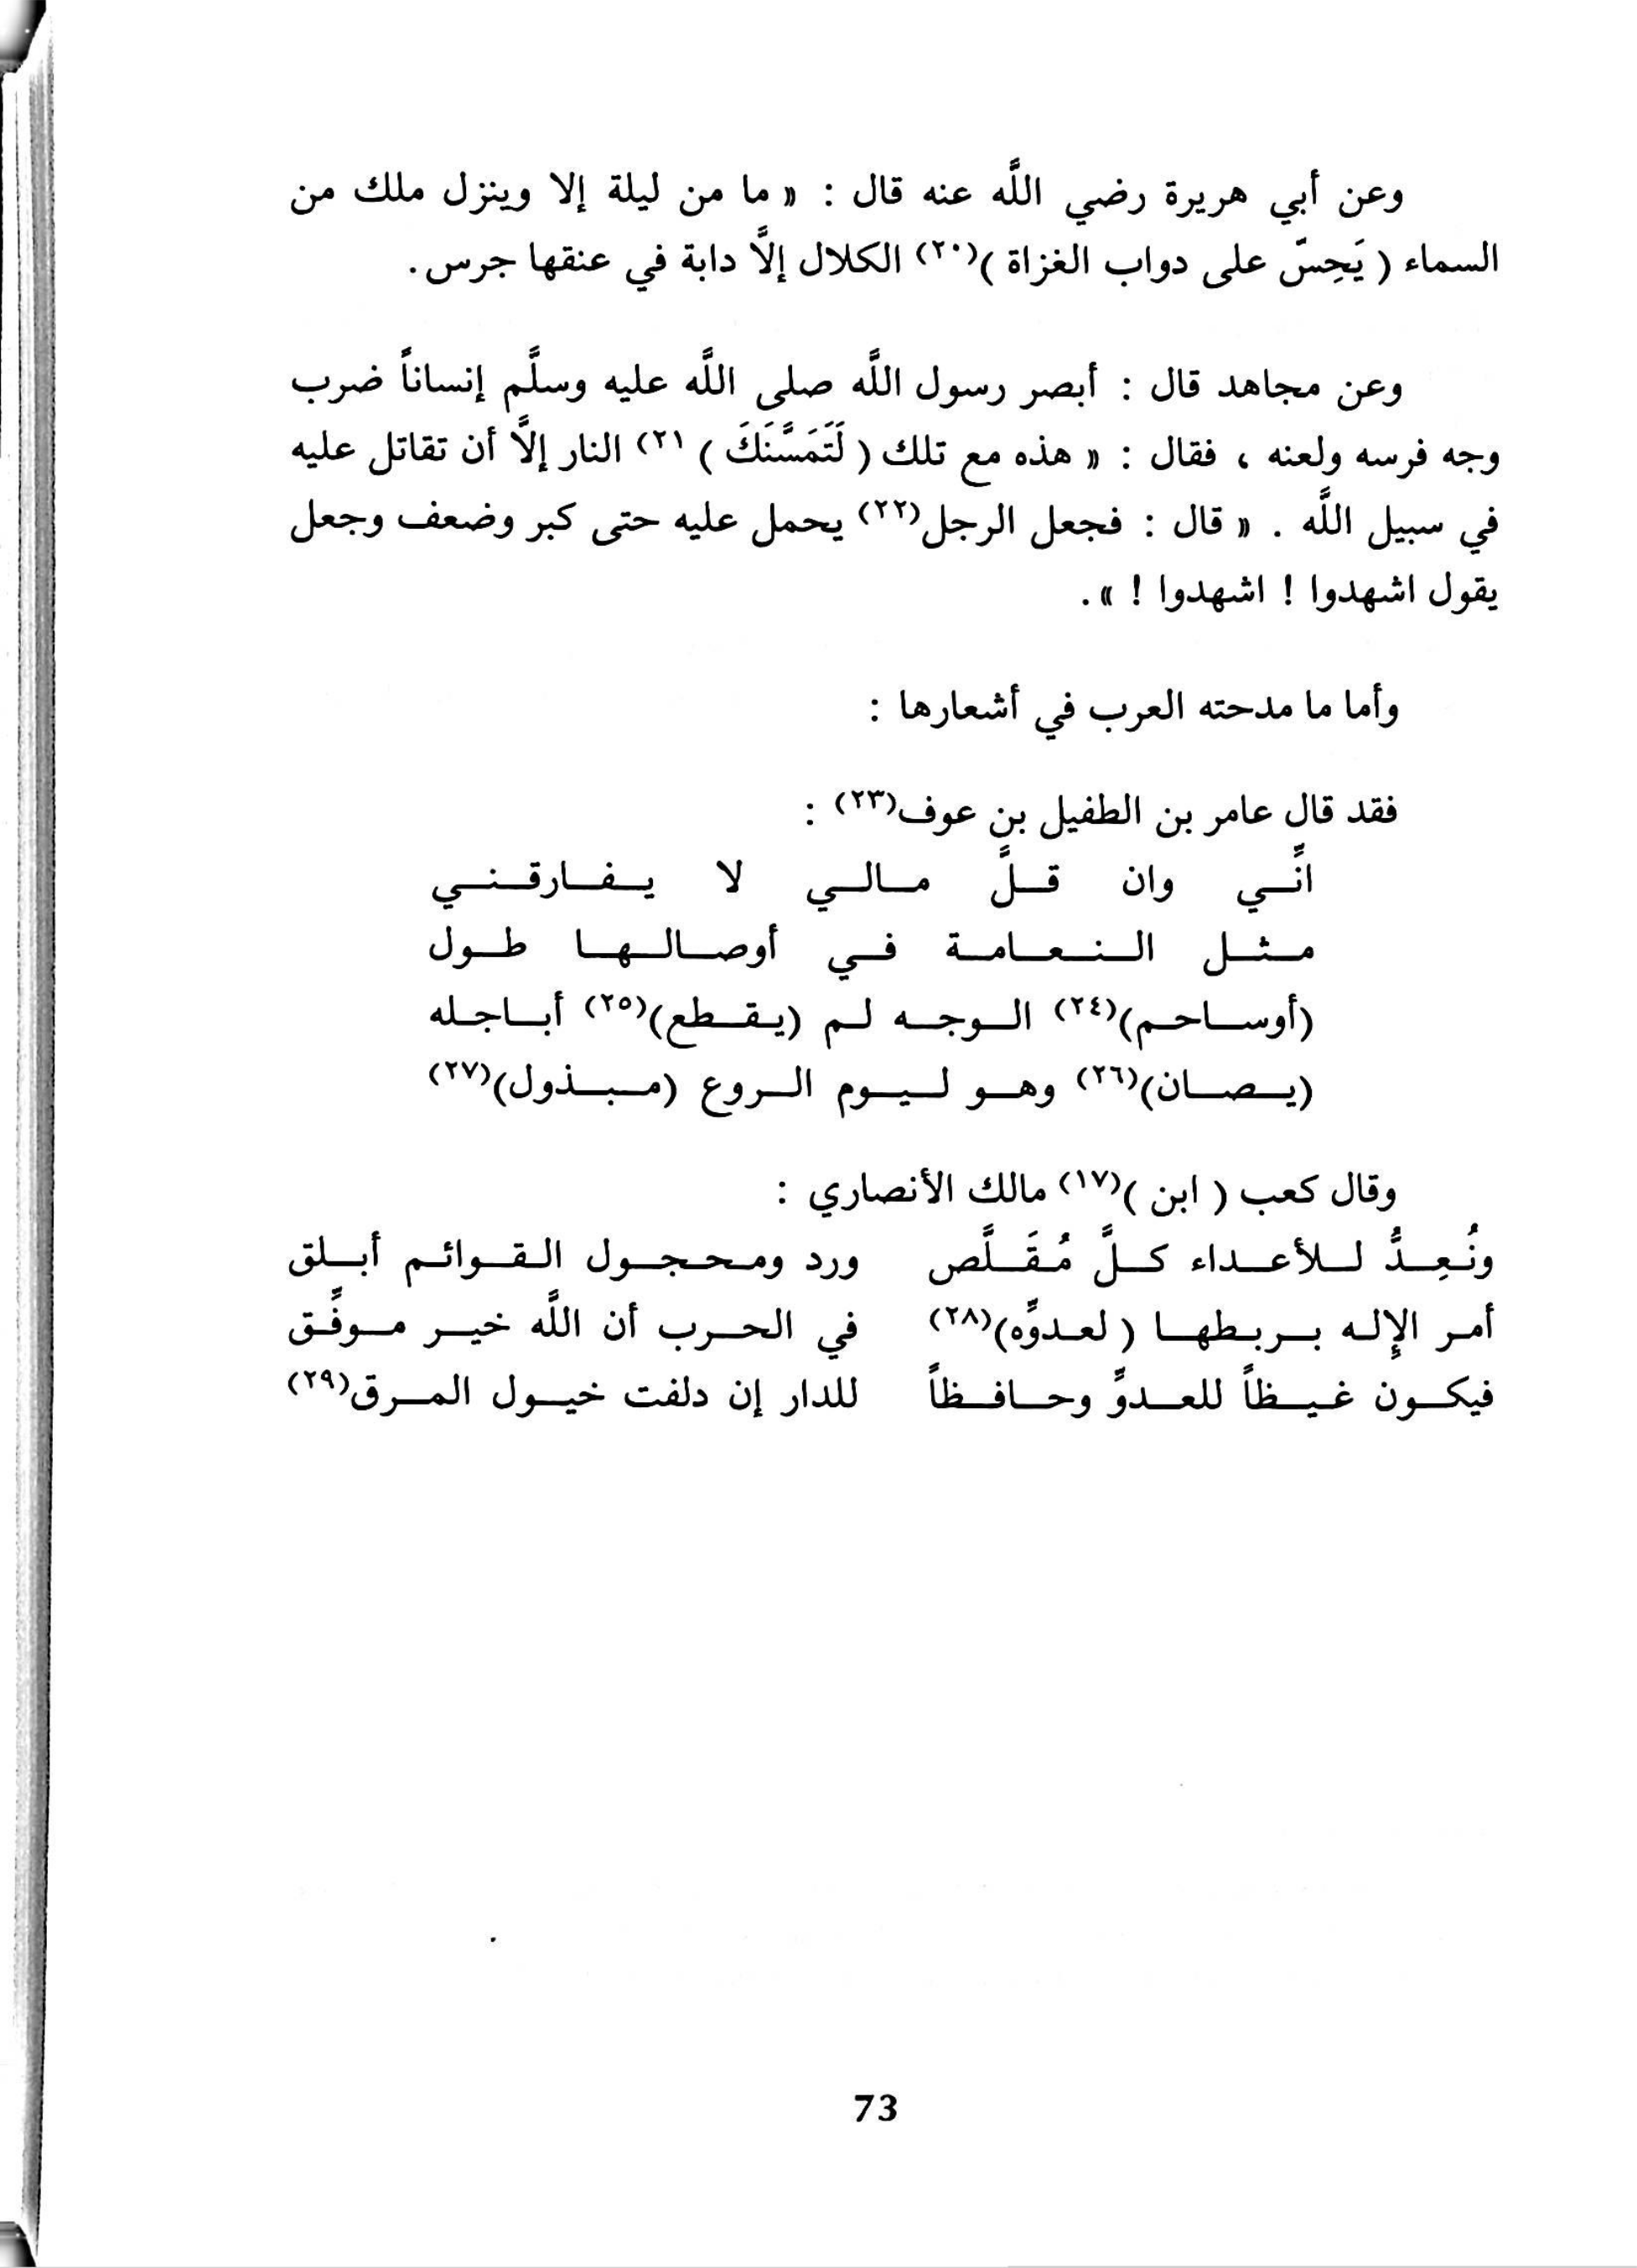 وعن أبي هريرة رضي اللَّه عنه قال : « ما من ليلة إلا وينزل ملك من
السماء ( يَحِسّ على دواب الغزاة )(٢٠) الكلال إلاَّ دابة في عنقها جرس.
وعن مجاهد قال : أبصر رسول اللَّه صلى اللَّه عليه وسلَّم إنساناً ضرب
وجه فرسه ولعنه ، فقال : « هذه مع تلك ( لَتَمَسَّنَكَ ) ٢١) النار إلاَّ أن تقاتل عليه
في سبيل اللَّه . « قال : فجعل الرجل(٢٢) يحمل عليه حتى كبر وضعف وجعل
يقول اشهدوا ! اشهدوا ! ».
وأما ما مدحته العرب في أشعارها :
فقد قال عامر بن الطفيل بن عوف(٢٣) :
انِّي وان قلَّ مالي لا يفارقني
مثل النعامة في أوصالها طول
(أوساحم)(٢٤) الوجه لم (يقطع)(٢٥) أباجله
(يصان)(٢٦) وهو ليوم الروع (مبذول)(٢٧)
وقال كعب ( ابن )(١٧) مالك الأنصاري :
ونُعِدُّ للأعداء كلَّ مُقَلَّص ورد ومحجول القوائم أبلق
أمر الإِله بربطها ( لعدوِّه)(٢٨) في الحرب أن اللَّه خير موفِّق
فيكون غيظاً للعدوِّ وحافظاً للدار إن دلفت خيول المرق(٢٩)
73